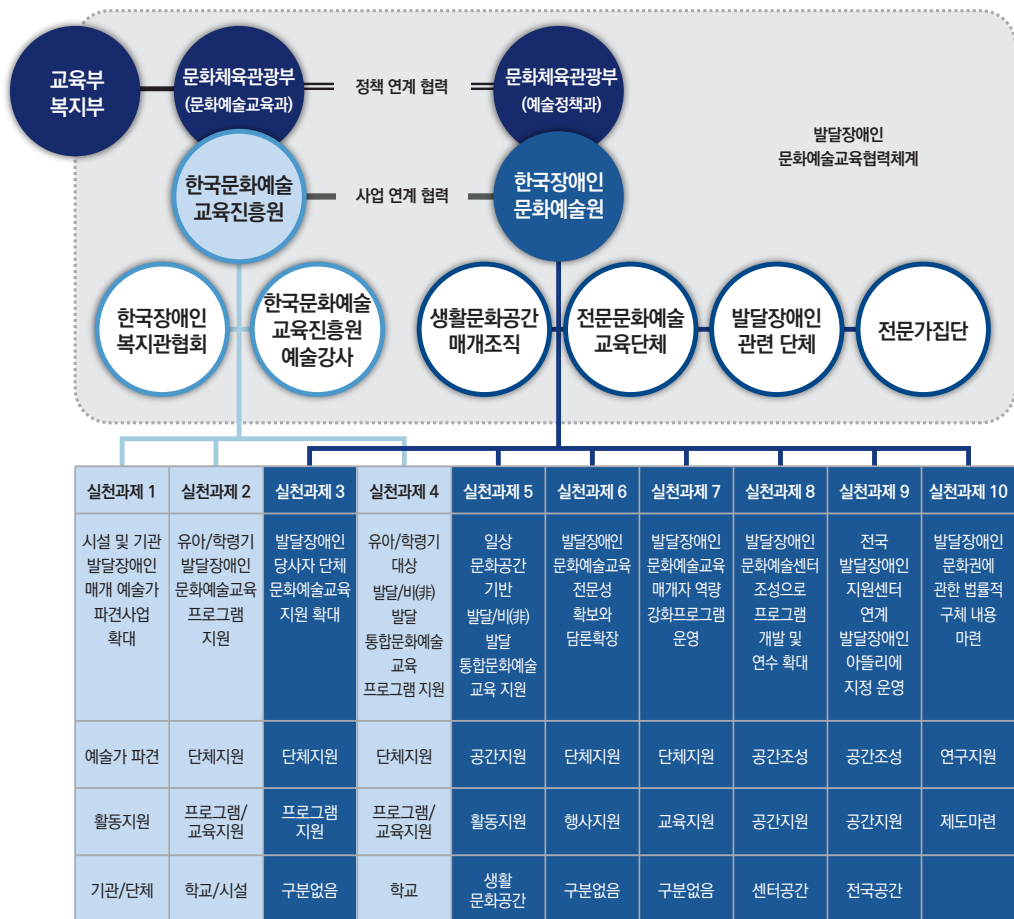 교육부
복지부
문화체육관광부
(문화예술교육과)
정책 연계 협력
문화체육관광부
(예술정책과)
발달장애인
문화예술교육협력체계
한국문화예술
교육진흥원
사업 연계 협력
한국장애인
문화예술원
한국장애인
복지관협회
한국문화예술
교육진흥원
예술강사
생활문화공간
매개조직
전문문화예술
교육단체
발달장애인
관련 단체
전문가집단
실천과제 1
실천과제 2
실천과제 3
실천과제 4
실천과제 5
실천과제 6
실천과제 7
실천과제 8
실천과제 9
실천과제 10
시설 및 기관
발달장애인
매개 예술가
파견사업
확대
유아/학령기
발달장애인
문화예술교육
프로그램
지원
발달장애인
당사자 단체
문화예술교육
지원 확대
유아/학령기
대상
발달/비(非)
발달
통합문화예술
교육
프로그램 지원
일상
문화공간
기반
발달/비(非)
발달
통합문화예술
교육 지원
발달장애인
문화예술교육
전문성
확보와
담론확장
발달장애인
문화예술교육
매개자 역량
강화프로그램
운영
발달장애인
문화예술센터
조성으로
프로그램
개발 및
연수 확대
전국
발달장애인
지원센터
연계
발달장애인
아뜰리에
지정 운영
발달장애인
문화권에
관한 법률적
구체 내용
마련
예술가 파견
단체지원
단체지원
단체지원
공간지원
단체지원
단체지원
공간조성
공간조성
연구지원
활동지원
프로그램/
교육지원
프로그램
지원
프로그램/
교육지원
활동지원
행사지원
교육지원
공간지원
공간지원
제도마련
기관/단체
학교/시설
구분없음
학교
생활
문화공간
구분없음
구분없음
센터공간
전국공간